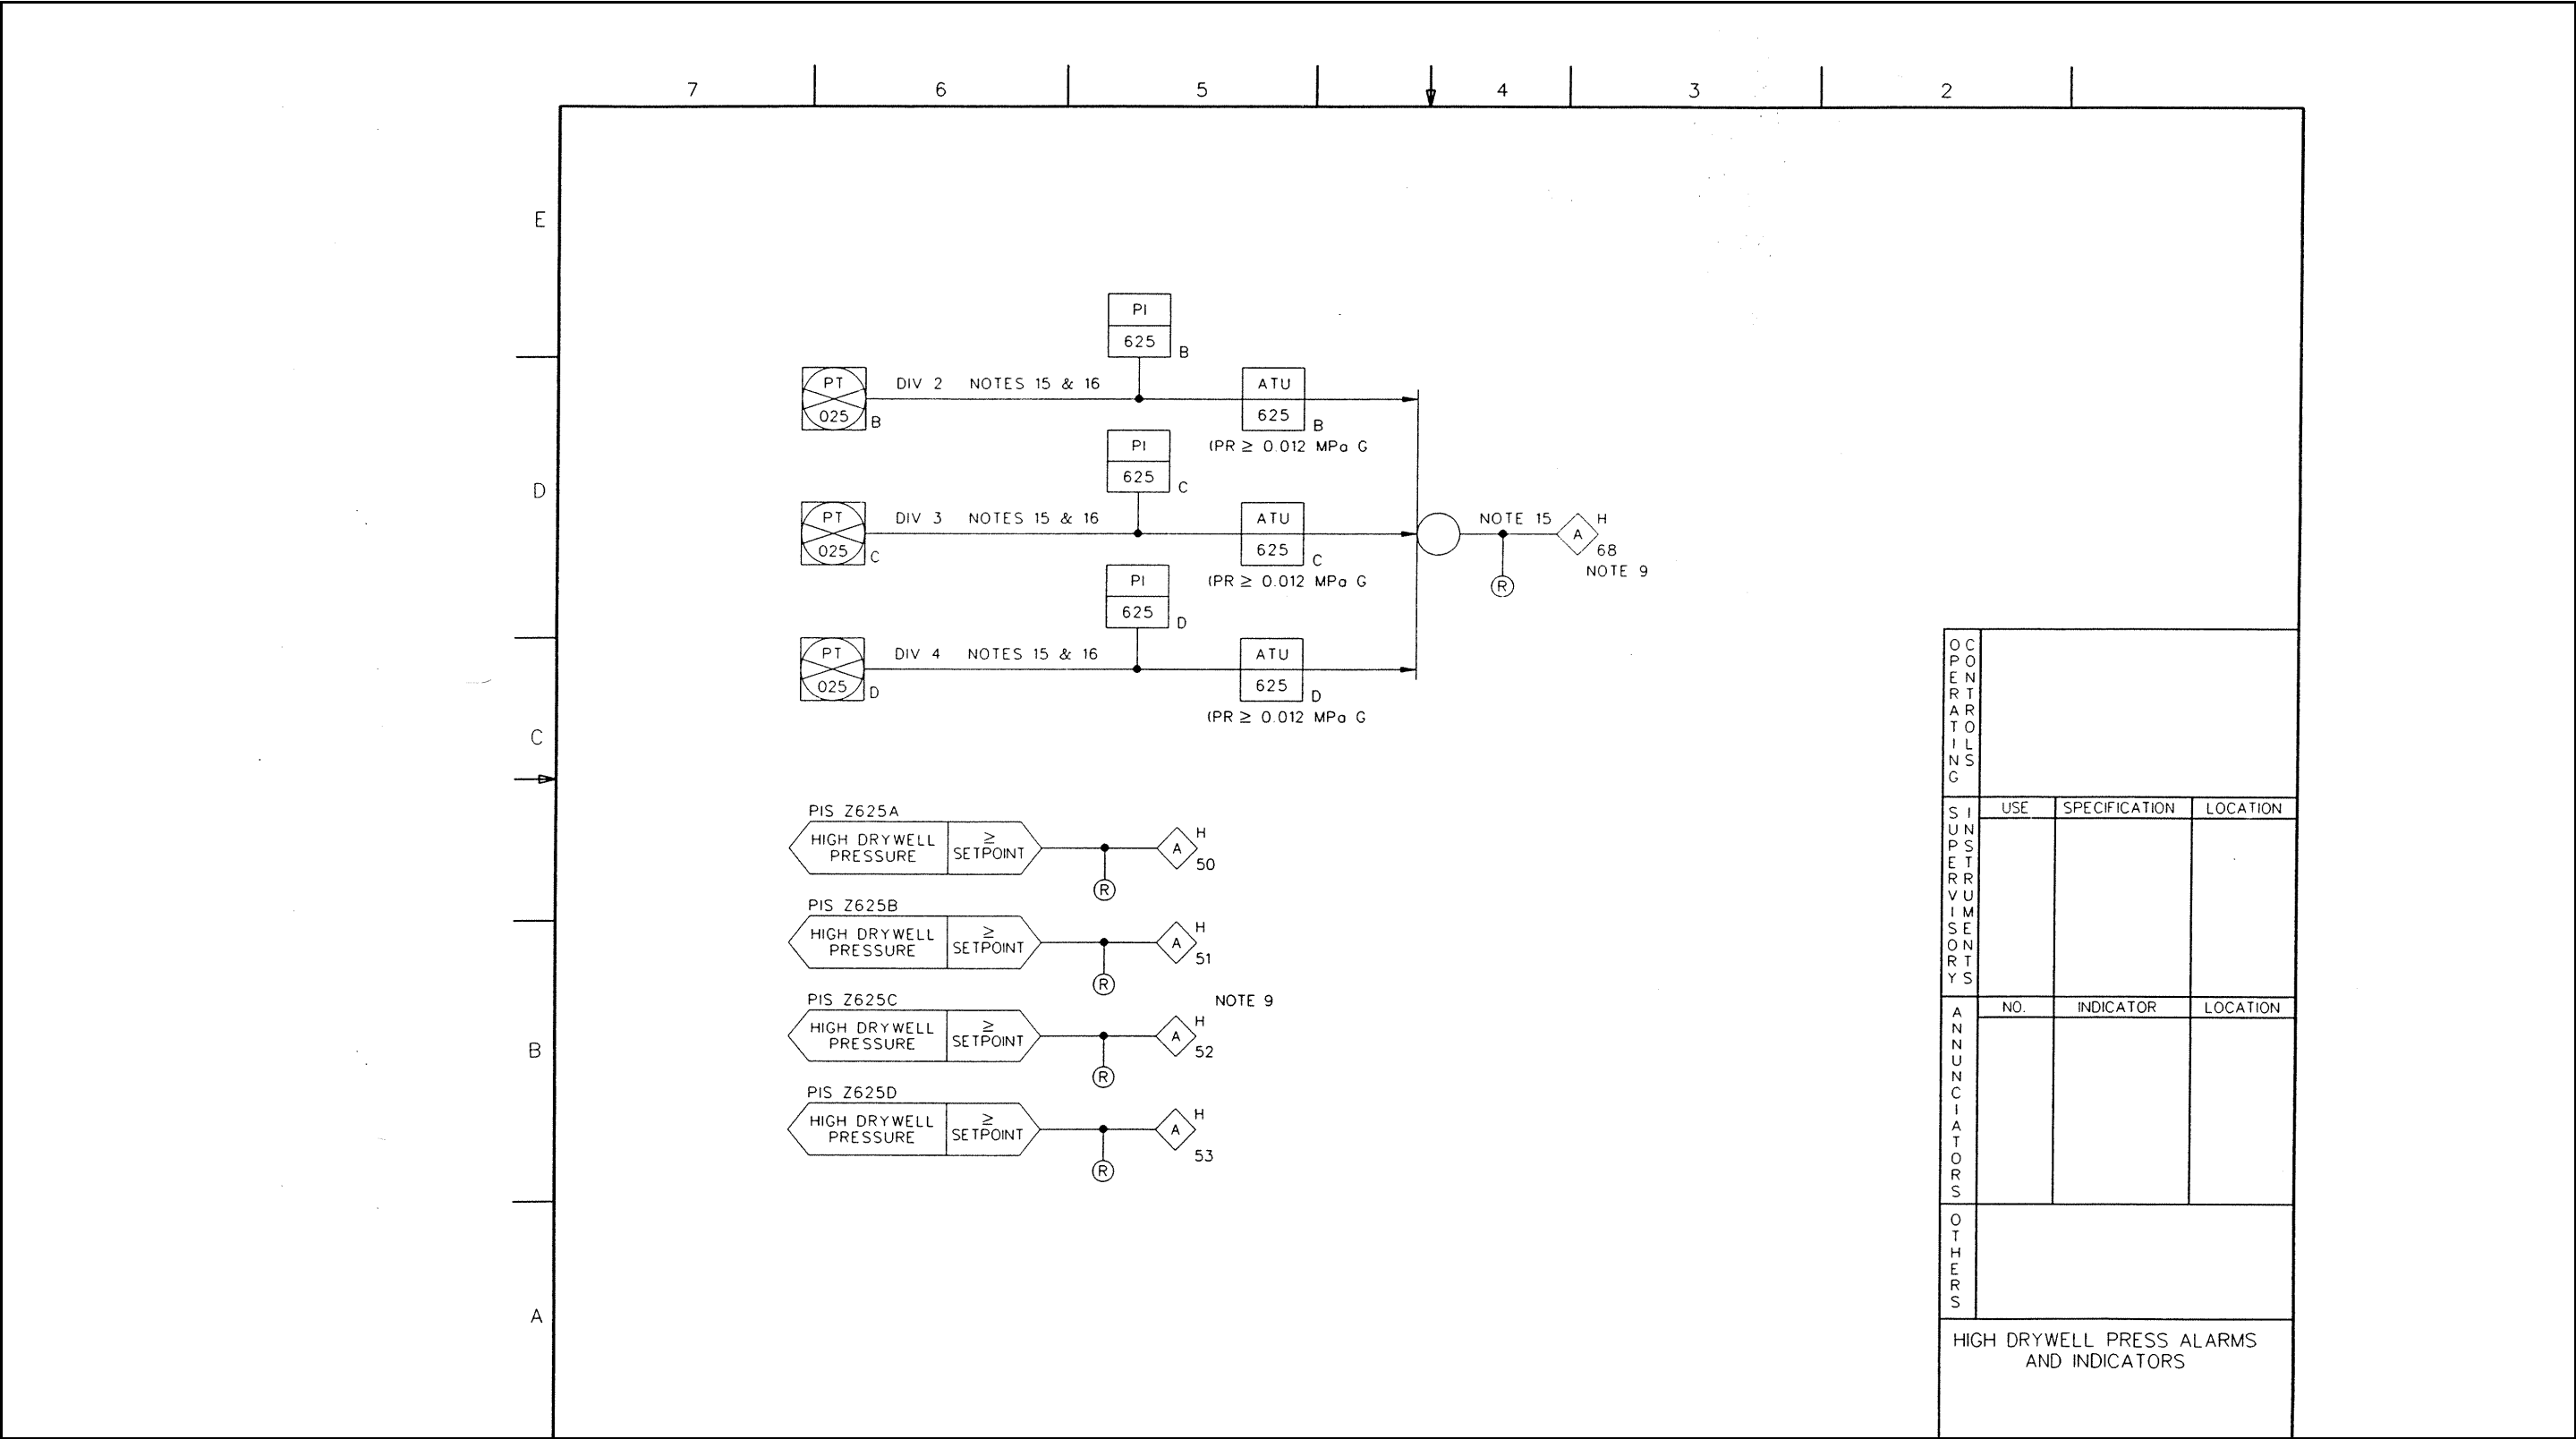 7 6 5 4 3 2
E
D
C
B
A
PI
625 B
PT
025 B
DIV 2 NOTES 15 & 16
ATU
625 B
(PR ≥ 0.012 MPa G
PI
625 C
PT
025 C
DIV 3 NOTES 15 & 16
ATU
625 C
(PR ≥ 0.012 MPa G
NOTE 15
R
A
H
68
NOTE 9
PI
625 D
PT
025 D
DIV 4 NOTES 15 & 16
ATU
625 D
(PR ≥ 0.012 MPa G
PIS Z625A
HIGH DRYWELL
PRESSURE
≥
SETPOINT
R
A
H
50
PIS Z625B
HIGH DRYWELL
PRESSURE
≥
SETPOINT
R
A
H
51
NOTE 9
PIS Z625C
HIGH DRYWELL
PRESSURE
≥
SETPOINT
R
A
H
52
PIS Z625D
HIGH DRYWELL
PRESSURE
≥
SETPOINT
R
A
H
53
OPERATING
CONTROLS
SUPERVISORY
INSTRUMENTS
USE SPECIFICATION LOCATION
ANNUNCIATORS
NO. INDICATOR LOCATION
OTHERS
HIGH DRYWELL PRESS ALARMS
AND INDICATORS